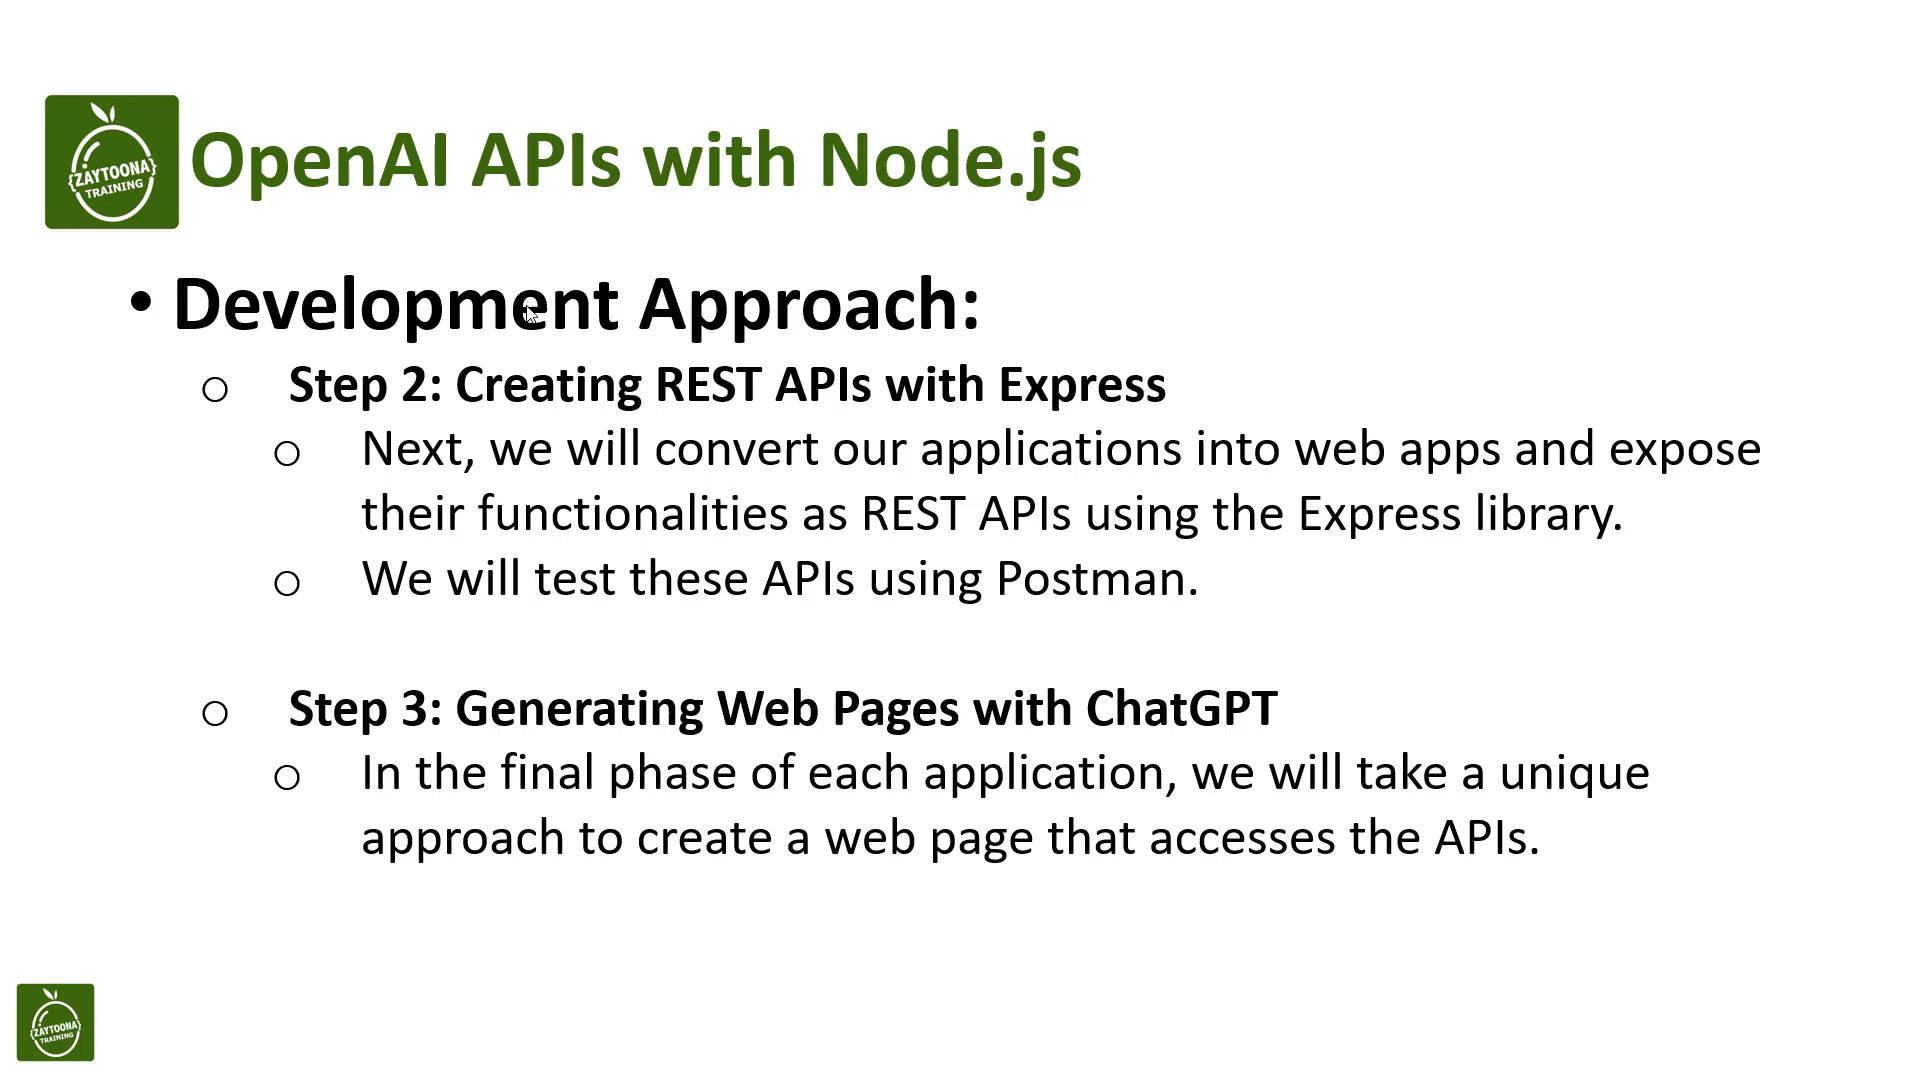 {ZAYTOONA}
TRAINING
OpenAI APIs with Node.js
• Development Approach:
o Step 2: Creating REST APIs with Express
o Next, we will convert our applications into web apps and expose
their functionalities as REST APIs using the Express library.
o We will test these APIs using Postman.
o Step 3: Generating Web Pages with ChatGPT
o In the final phase of each application, we will take a unique
approach to create a web page that accesses the APIs.
{ZAYTOONA}
TRAINING